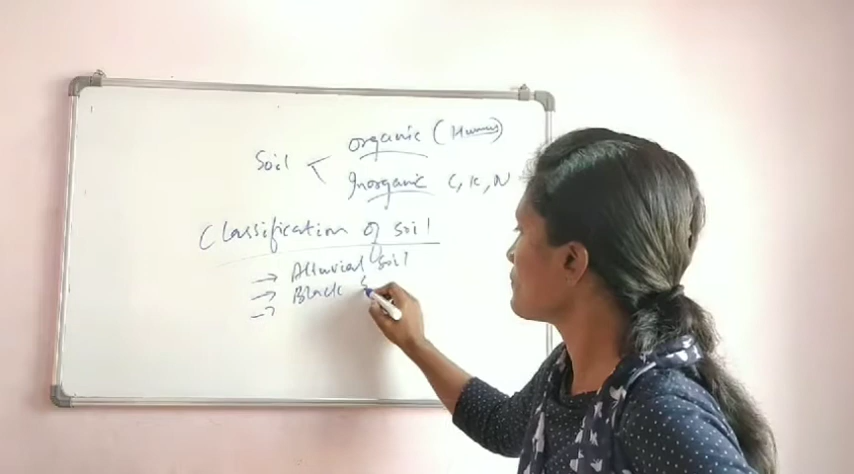 Soil < organic (Humus)
Inorganic C, K, N
Classification of soil
→ Alluvial soil
→ Black s
→